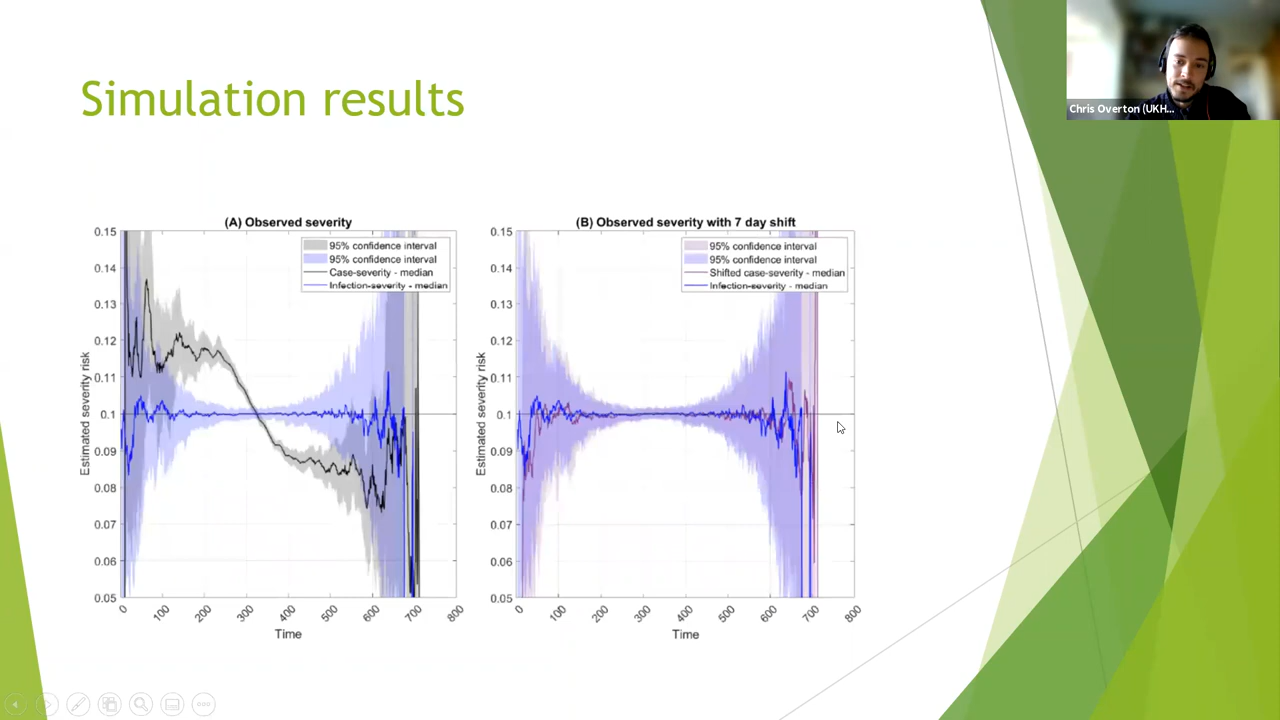 Simulation results
Chris Overton (UKH...
(A) Observed severity
95% confidence interval
95% confidence interval
Case-severity - median
Infection-severity - median
0.15
0.14
0.13
0.12
0.11
0.1
0.09
0.08
0.07
0.06
0.05
Estimated severity risk
0
100
200
300
400
500
600
700
800
Time
(B) Observed severity with 7 day shift
95% confidence interval
95% confidence interval
Shifted case-severity - median
Infection-severity - median
0.15
0.14
0.13
0.12
0.11
0.1
0.09
0.08
0.07
0.06
0.05
Estimated severity risk
0
100
200
300
400
500
600
700
800
Time